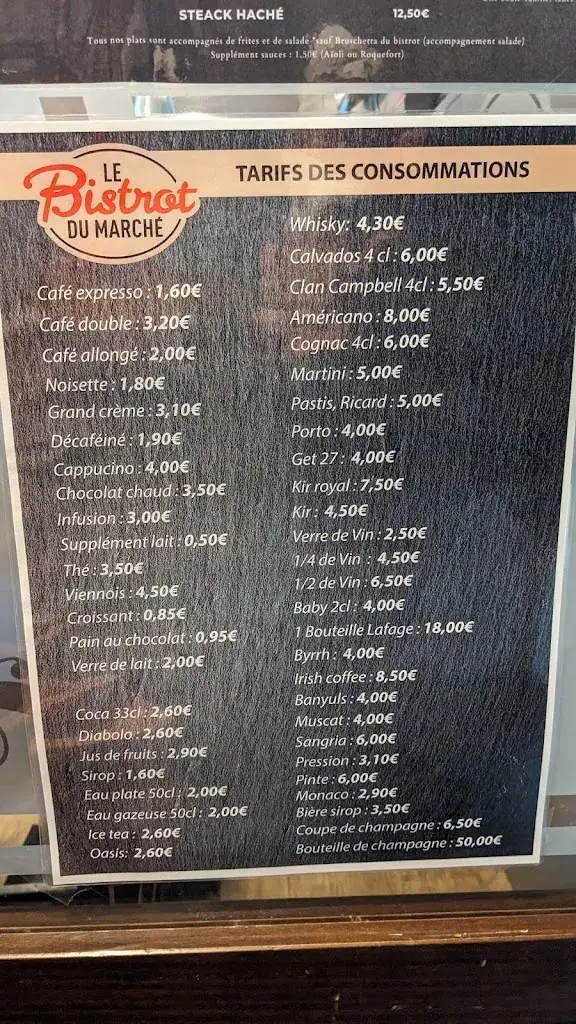 STEACK HACHÉ 12,50€
Tous nos plats sont accompagnés de frites et de salade *sauf Bruschetta du bistrot (accompagnement salade)
Supplément sauces : 1.50€ (Aïoli ou Roquefort)
LE
Bistrot
DU MARCHÉ
TARIFS DES CONSOMMATIONS
Café expresso : 1,60€
Café double : 3,20€
Café allongé : 2,00€
Noisette : 1,80€
Grand crème : 3,10€
Décaféiné : 1,90€
Cappucino : 4,00€
Chocolat chaud : 3,50€
Infusion : 3,00€
Supplément lait : 0,50€
Thé : 3,50€
Viennois : 4,50€
Croissant : 0,85€
Pain au chocolat : 0,95€
Verre de lait : 2,00€
Coca 33cl : 2,60€
Diabolo : 2,60€
Jus de fruits : 2,90€
Sirop : 1,60€
Eau plate 50cl : 2,00€
Eau gazeuse 50cl : 2,00€
Ice tea : 2,60€
Oasis: 2,60€
Whisky: 4,30€
Calvados 4 cl : 6,00€
Clan Campbell 4cl : 5,50€
Américano : 8,00€
Cognac 4cl : 6,00€
Martini : 5,00€
Pastis, Ricard : 5,00€
Porto : 4,00€
Get 27 : 4,00€
Kir royal : 7,50€
Kir : 4,50€
Verre de Vin : 2,50€
1/4 de Vin : 4,50€
1/2 de Vin : 6,50€
Baby 2cl : 4,00€
1 Bouteille Lafage : 18,00€
Byrrh : 4,00€
Irish coffee : 8,50€
Banyuls : 4,00€
Muscat : 4,00€
Sangria : 6,00€
Pression : 3,10€
Pinte : 6,00€
Monaco : 2,90€
Bière sirop : 3,50€
Coupe de champagne : 6,50€
Bouteille de champagne : 50,00€